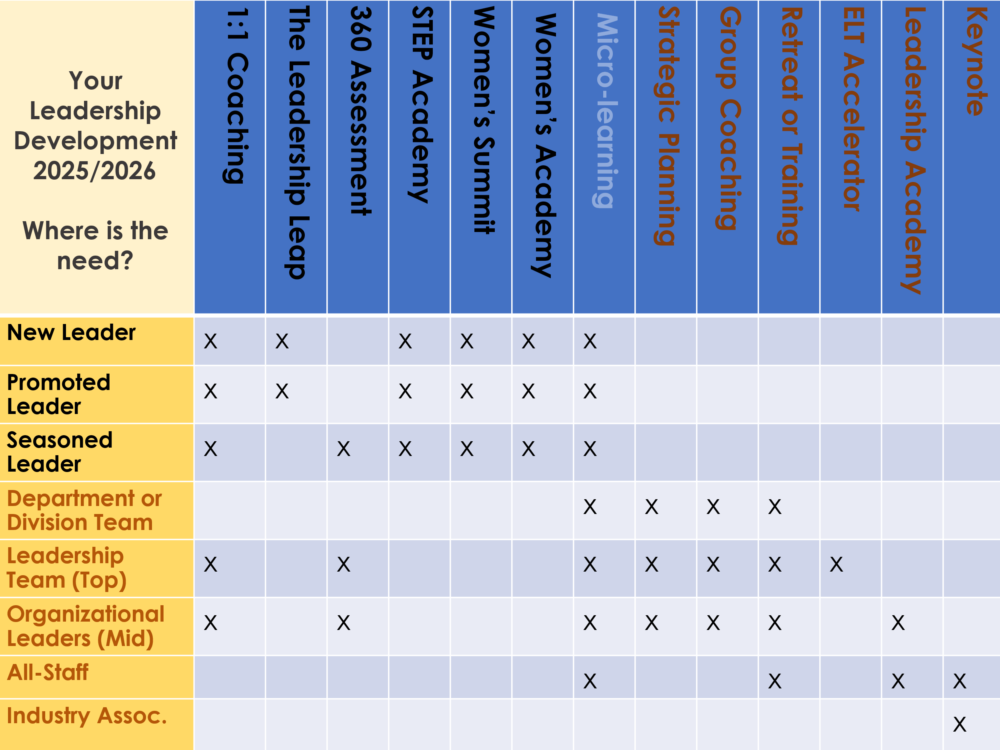 Your
Leadership
Development
2025/2026
Where is the
need?
1:1 Coaching
The Leadership Leap
360 Assessment
STEP Academy
Women’s Summit
Women’s Academy
Micro-learning
Strategic Planning
Group Coaching
Retreat or Training
ELT Accelerator
Leadership Academy
Keynote
New Leader
X X X X X X
Promoted
Leader
X X X X X X
Seasoned
Leader
X X X X X X
Department or
Division Team
X X X X
Leadership
Team (Top)
X X X X X X X
Organizational
Leaders (Mid)
X X X X X X X
All-Staff
X X X X
Industry Assoc.
X